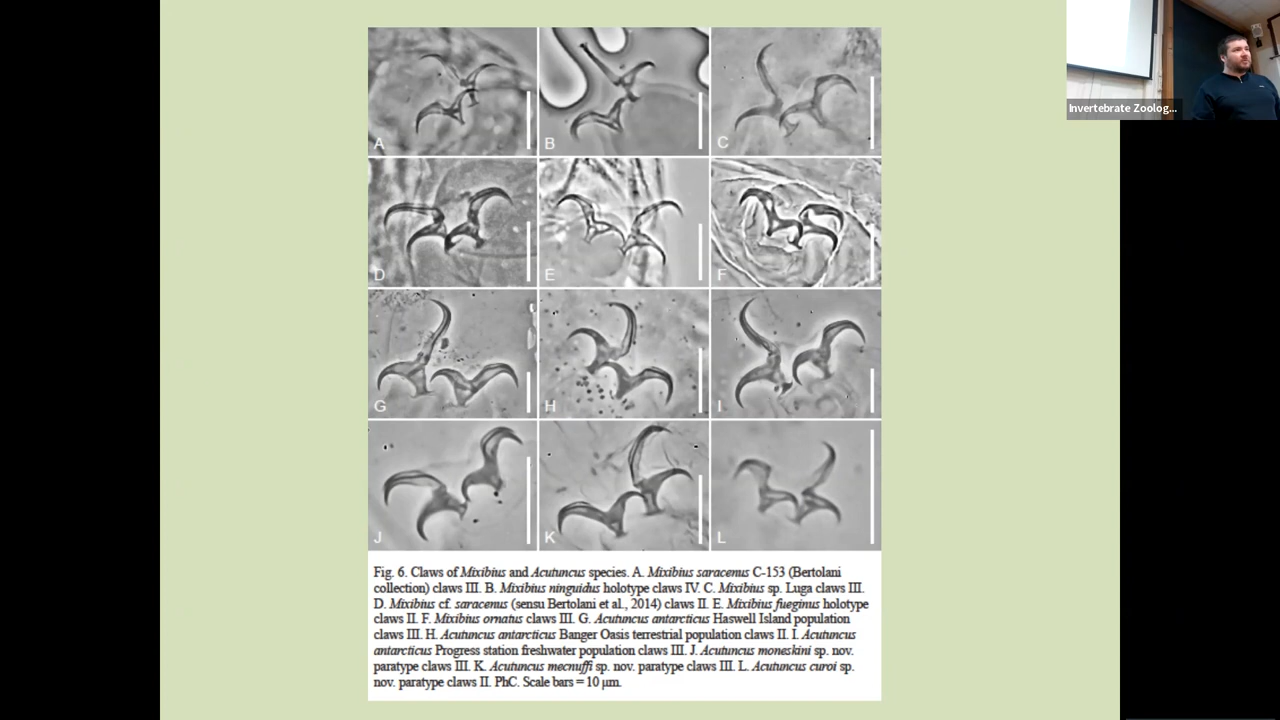 Invertebrate Zoolog...
A
B
C
D
E
F
G
H
I
J
K
L
Fig. 6. Claws of Mixibius and Acutuncus species. A. Mixibius saracenus C-153 (Bertolani
collection) claws III. B. Mixibius ninguidus holotype claws IV. C. Mixibius sp. Luga claws III.
D. Mixibius cf. saracenus (sensu Bertolani et al., 2014) claws II. E. Mixibius fueginus holotype
claws II. F. Mixibius ornatus claws III. G. Acutuncus antarcticus Haswell Island population
claws III. H. Acutuncus antarcticus Banger Oasis terrestrial population claws II. I. Acutuncus
antarcticus Progress station freshwater population claws III. J. Acutuncus moneskini sp. nov.
paratype claws III. K. Acutuncus mecnuffi sp. nov. paratype claws III. L. Acutuncus curoi sp.
nov. paratype claws II. PhC. Scale bars = 10 μm.